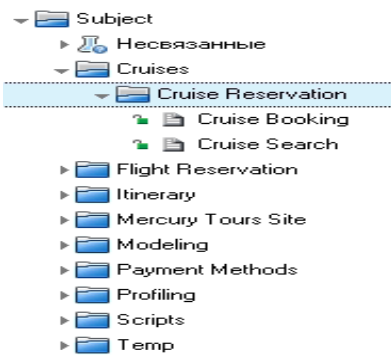 Subject
Несвязанные
Cruises
Cruise Reservation
Cruise Booking
Cruise Search
Flight Reservation
Itinerary
Mercury Tours Site
Modeling
Payment Methods
Profiling
Scripts
Temp